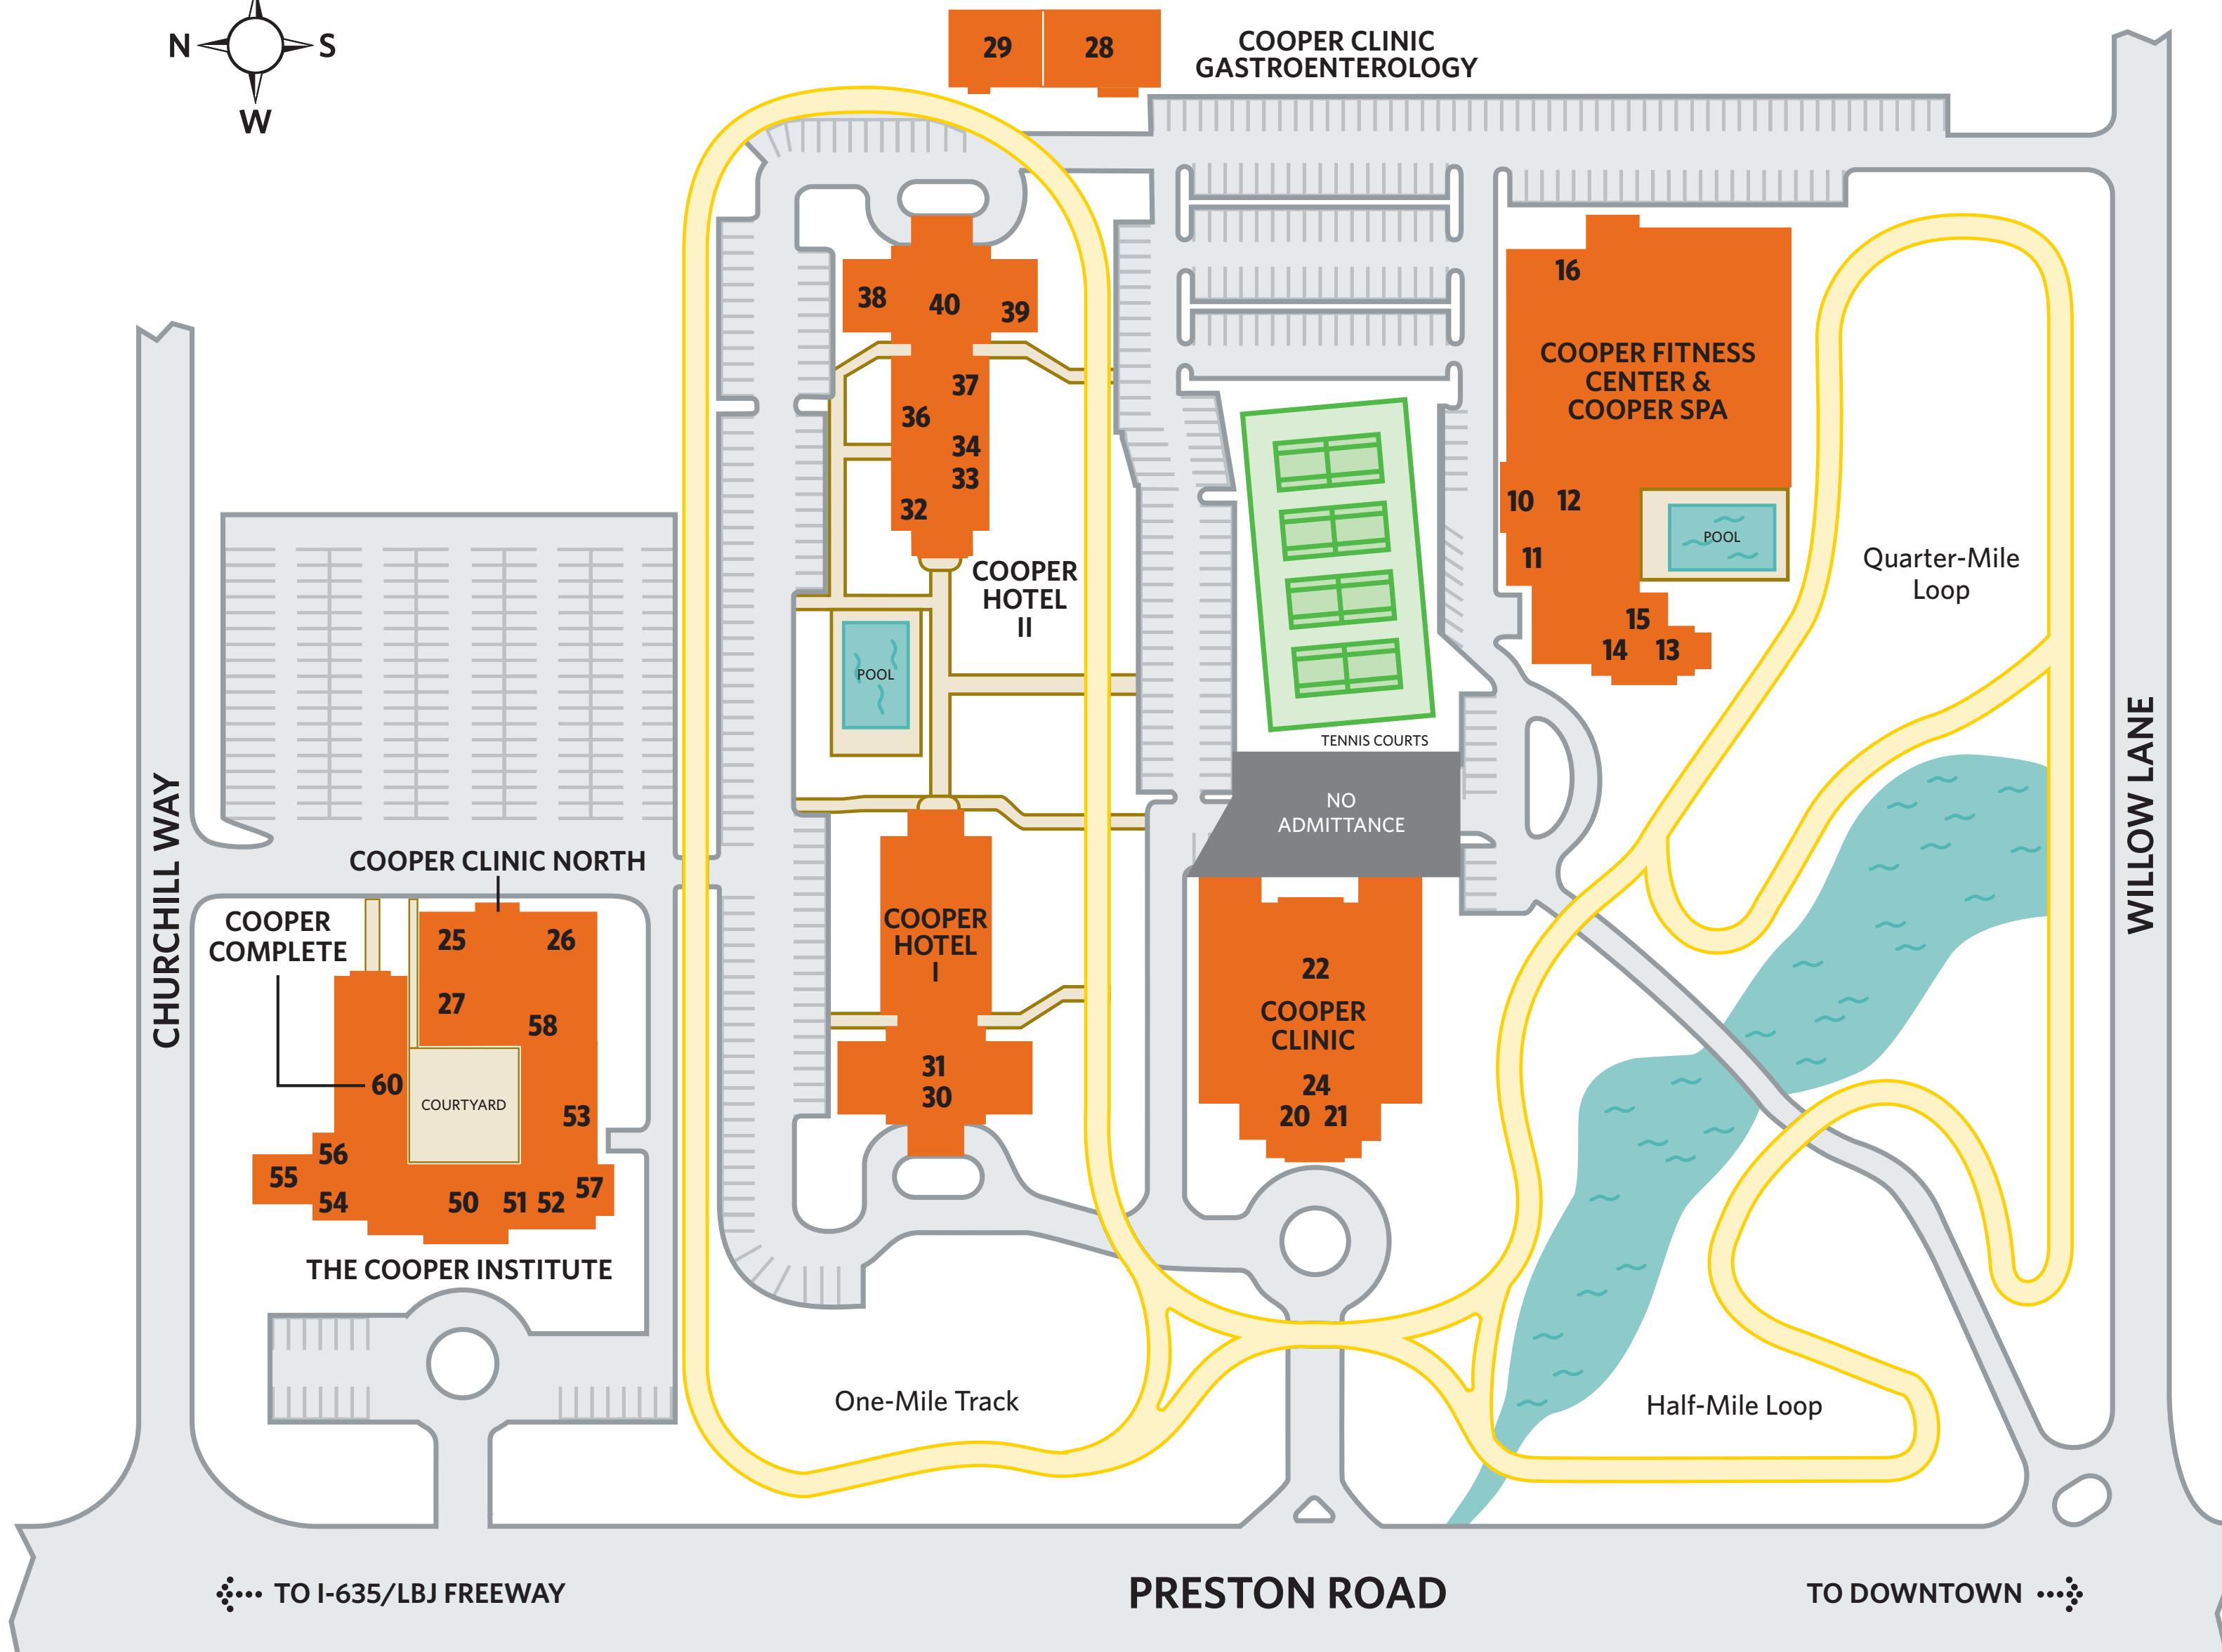 N
S
W
29
28
COOPER CLINIC
GASTROENTEROLOGY
38
40
39
37
36
34
33
32
COOPER
HOTEL
II
POOL
16
COOPER FITNESS
CENTER &
COOPER SPA
10
12
11
15
14
13
POOL
Quarter-Mile
Loop
TENNIS COURTS
NO
ADMITTANCE
CHURCHILL WAY
WILLOW LANE
COOPER CLINIC NORTH
COOPER
COMPLETE
25
26
27
58
60
COURTYARD
53
56
55
54
50
51
52
57
THE COOPER INSTITUTE
COOPER
HOTEL
I
31
30
22
COOPER
CLINIC
24
20
21
One-Mile Track
Half-Mile Loop
TO I-635/LBJ FREEWAY
PRESTON ROAD
TO DOWNTOWN